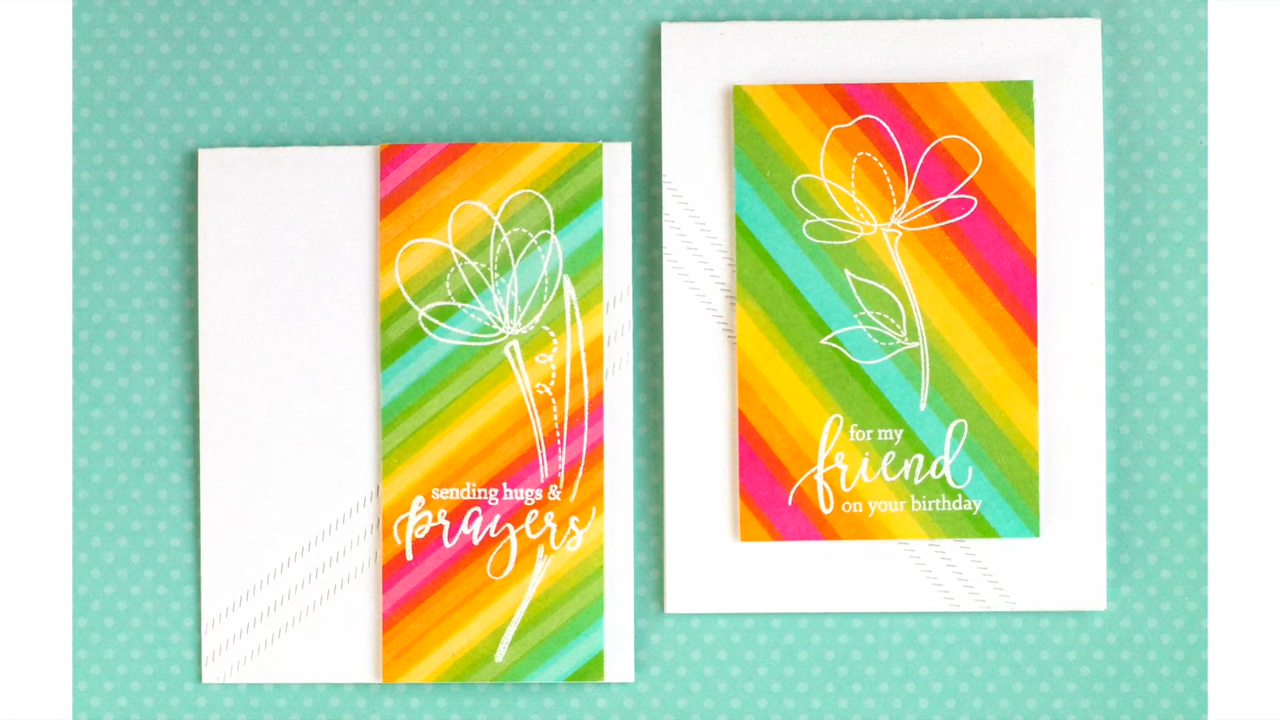 sending hugs &
prayers
for my
friend
on your birthday